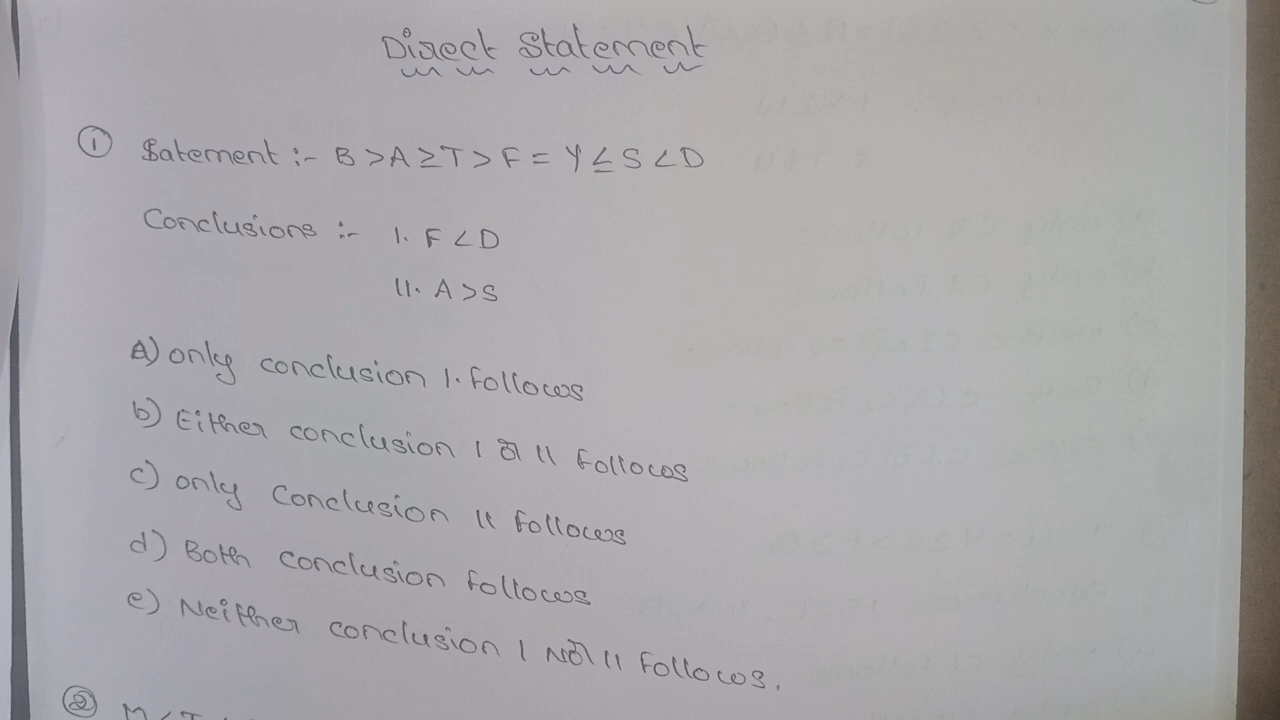 Direct Statement
① Satement :- B > A ≥ T > F = Y ≤ S < D
Conclusions :- I. F < D
II. A > S
A) only conclusion I. follows
b) Either conclusion I or II follows
c) only Conclusion II follows
d) Both conclusion follows
e) Neither conclusion I nor II follows.
②